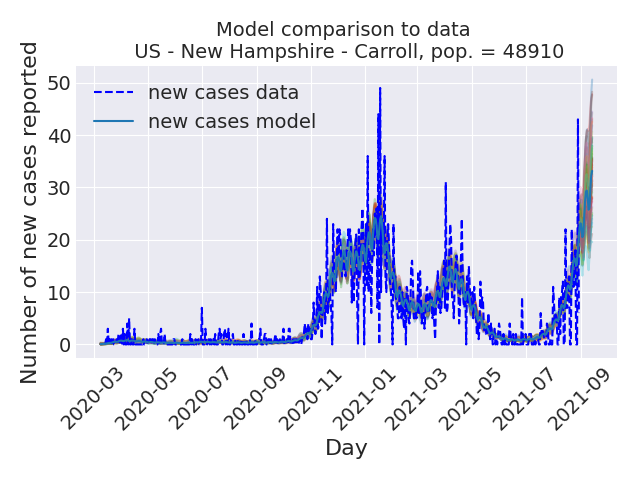 Model comparison to data
US - New Hampshire - Carroll, pop. = 48910
Number of new cases reported
50
40
30
20
10
0
new cases data
new cases model
2020-03
2020-05
2020-07
2020-09
2020-11
2021-01
2021-03
2021-05
2021-07
2021-09
Day